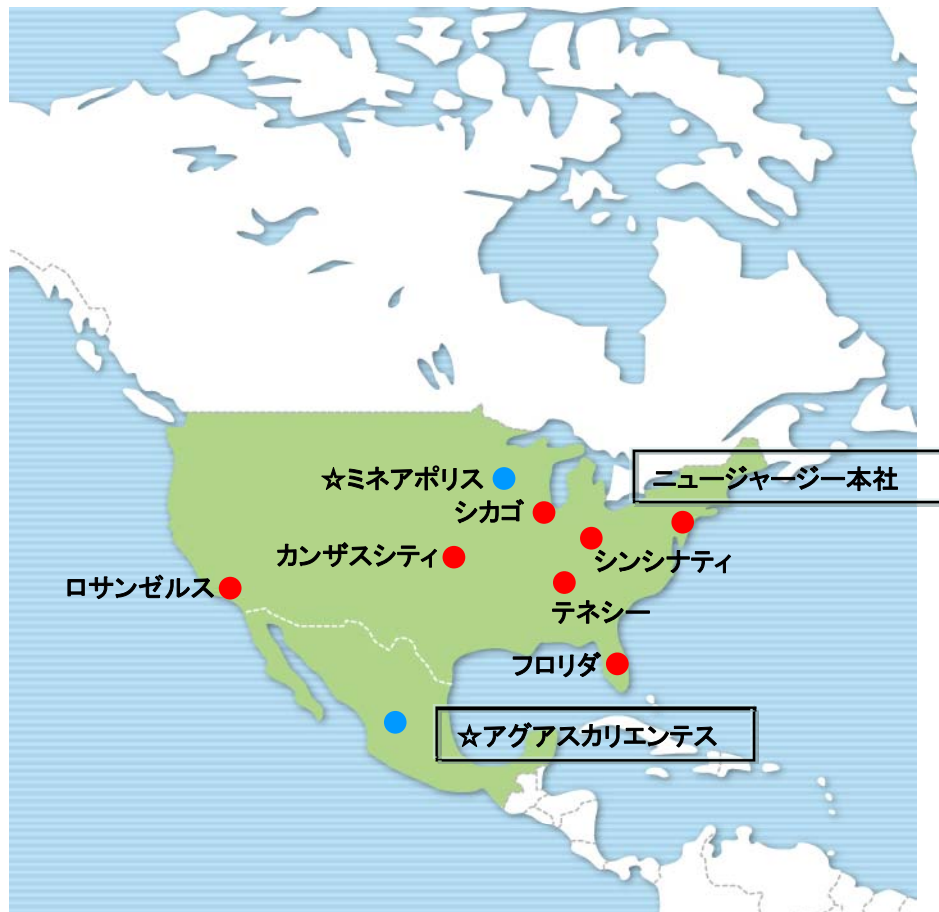 ☆ミネアポリス
ニュージャージー本社
シカゴ
カンザスシティ
シンシナティ
ロサンゼルス
テネシー
フロリダ
☆アグアスカリエンテス